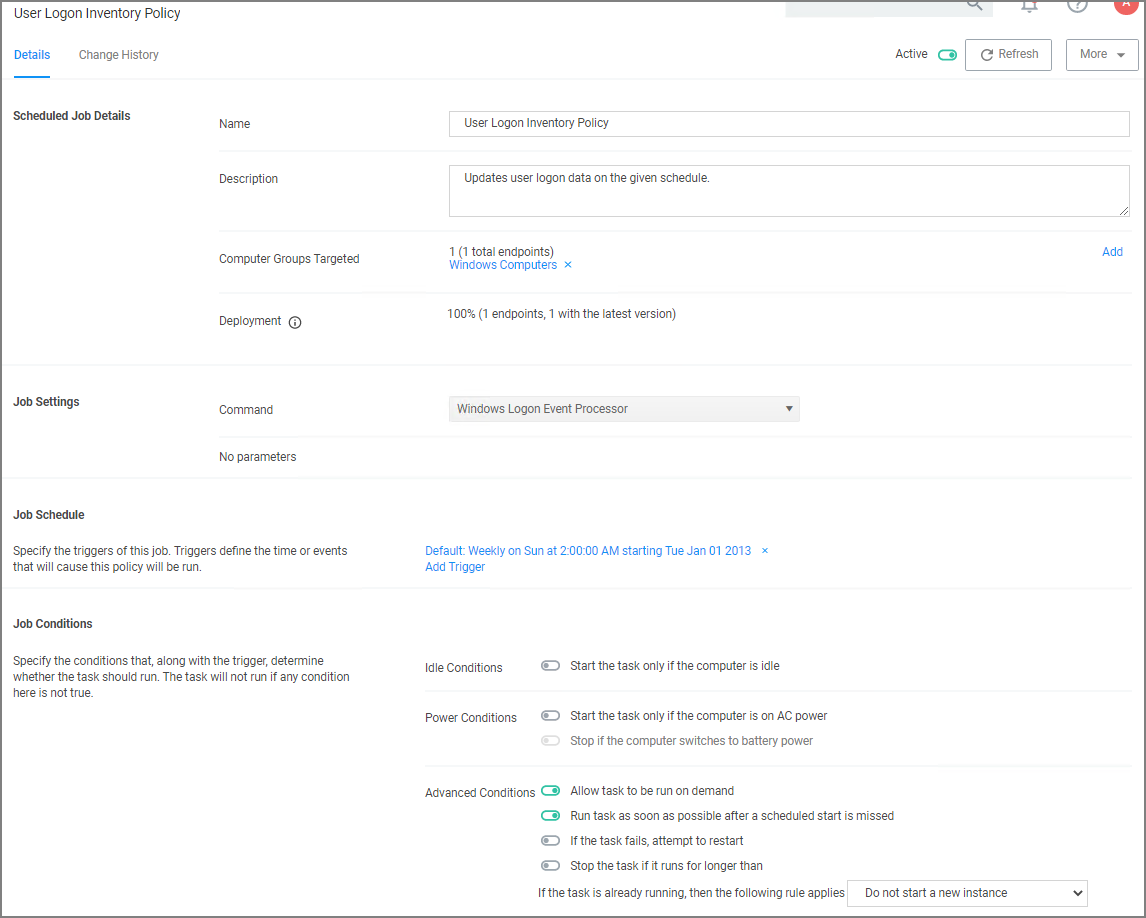 User Logon Inventory Policy
A
Details
Change History
Active
Refresh
More
Scheduled Job Details
Name
User Logon Inventory Policy
Description
Updates user logon data on the given schedule.
Computer Groups Targeted
1 (1 total endpoints)
Add
Windows Computers ×
Deployment
100% (1 endpoints, 1 with the latest version)
Job Settings
Command
Windows Logon Event Processor
No parameters
Job Schedule
Specify the triggers of this job. Triggers define the time or events
that will cause this policy will be run.
Default: Weekly on Sun at 2:00:00 AM starting Tue Jan 01 2013 ×
Add Trigger
Job Conditions
Specify the conditions that, along with the trigger, determine
whether the task should run. The task will not run if any condition
here is not true.
Idle Conditions
Start the task only if the computer is idle
Power Conditions
Start the task only if the computer is on AC power
Stop if the computer switches to battery power
Advanced Conditions
Allow task to be run on demand
Run task as soon as possible after a scheduled start is missed
If the task fails, attempt to restart
Stop the task if it runs for longer than
If the task is already running, then the following rule applies
Do not start a new instance